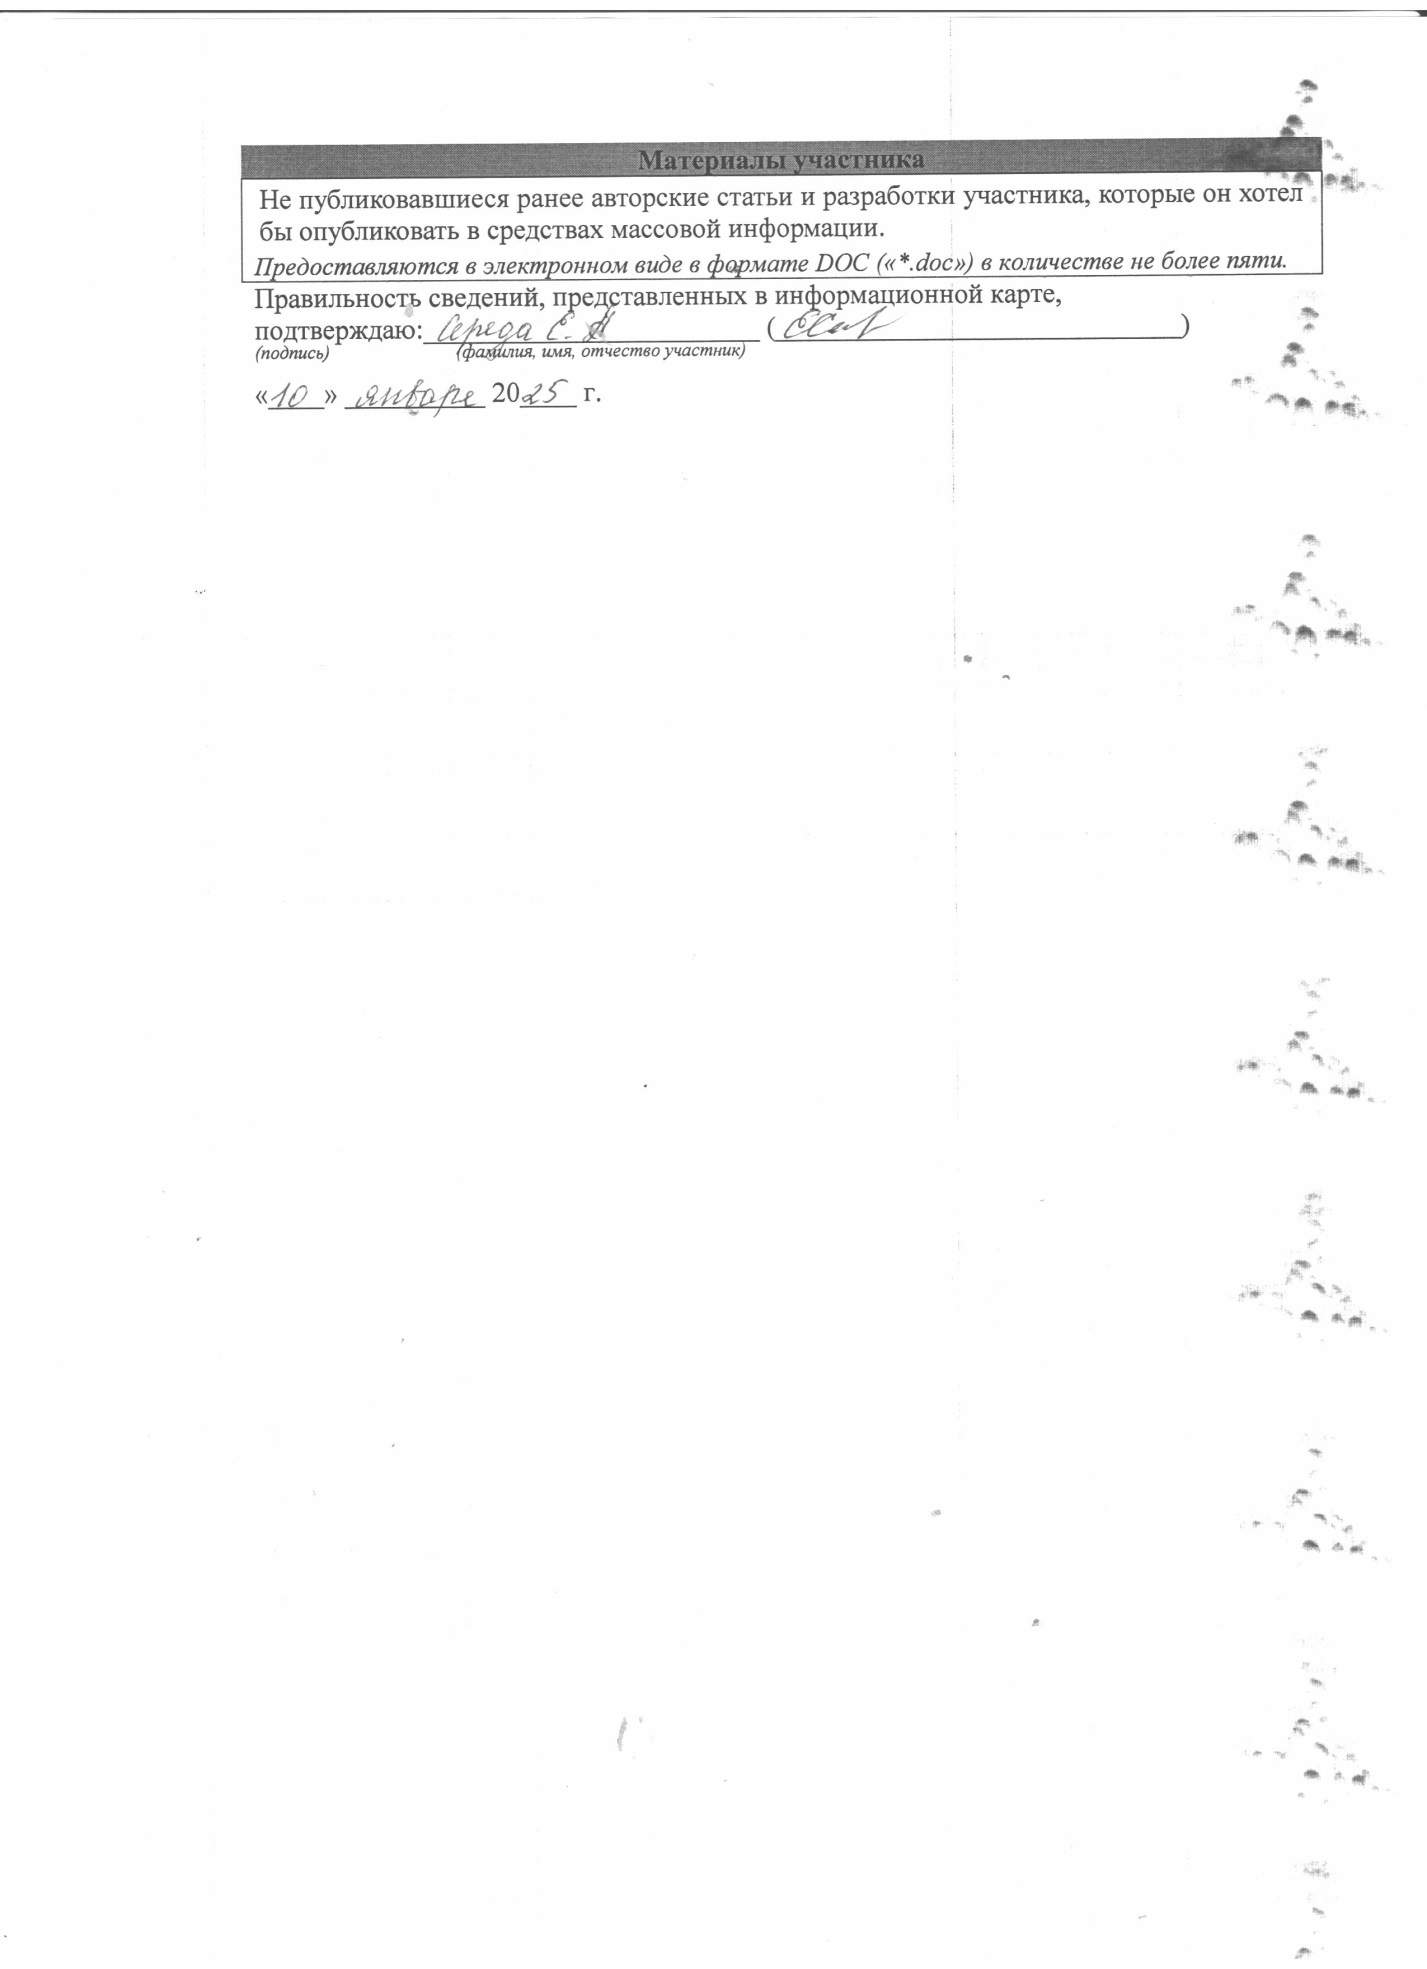 Материалы участника
Не публиковавшиеся ранее авторские статьи и разработки участника, которые он хотел
бы опубликовать в средствах массовой информации.
Предоставляются в электронном виде в формате DOC («*.doc») в количестве не более пяти.
Правильность сведений, представленных в информационной карте,
подтверждаю: Середа Е. А ( )
(подпись) (фамилия, имя, отчество участник)
«10» январе 2025 г.